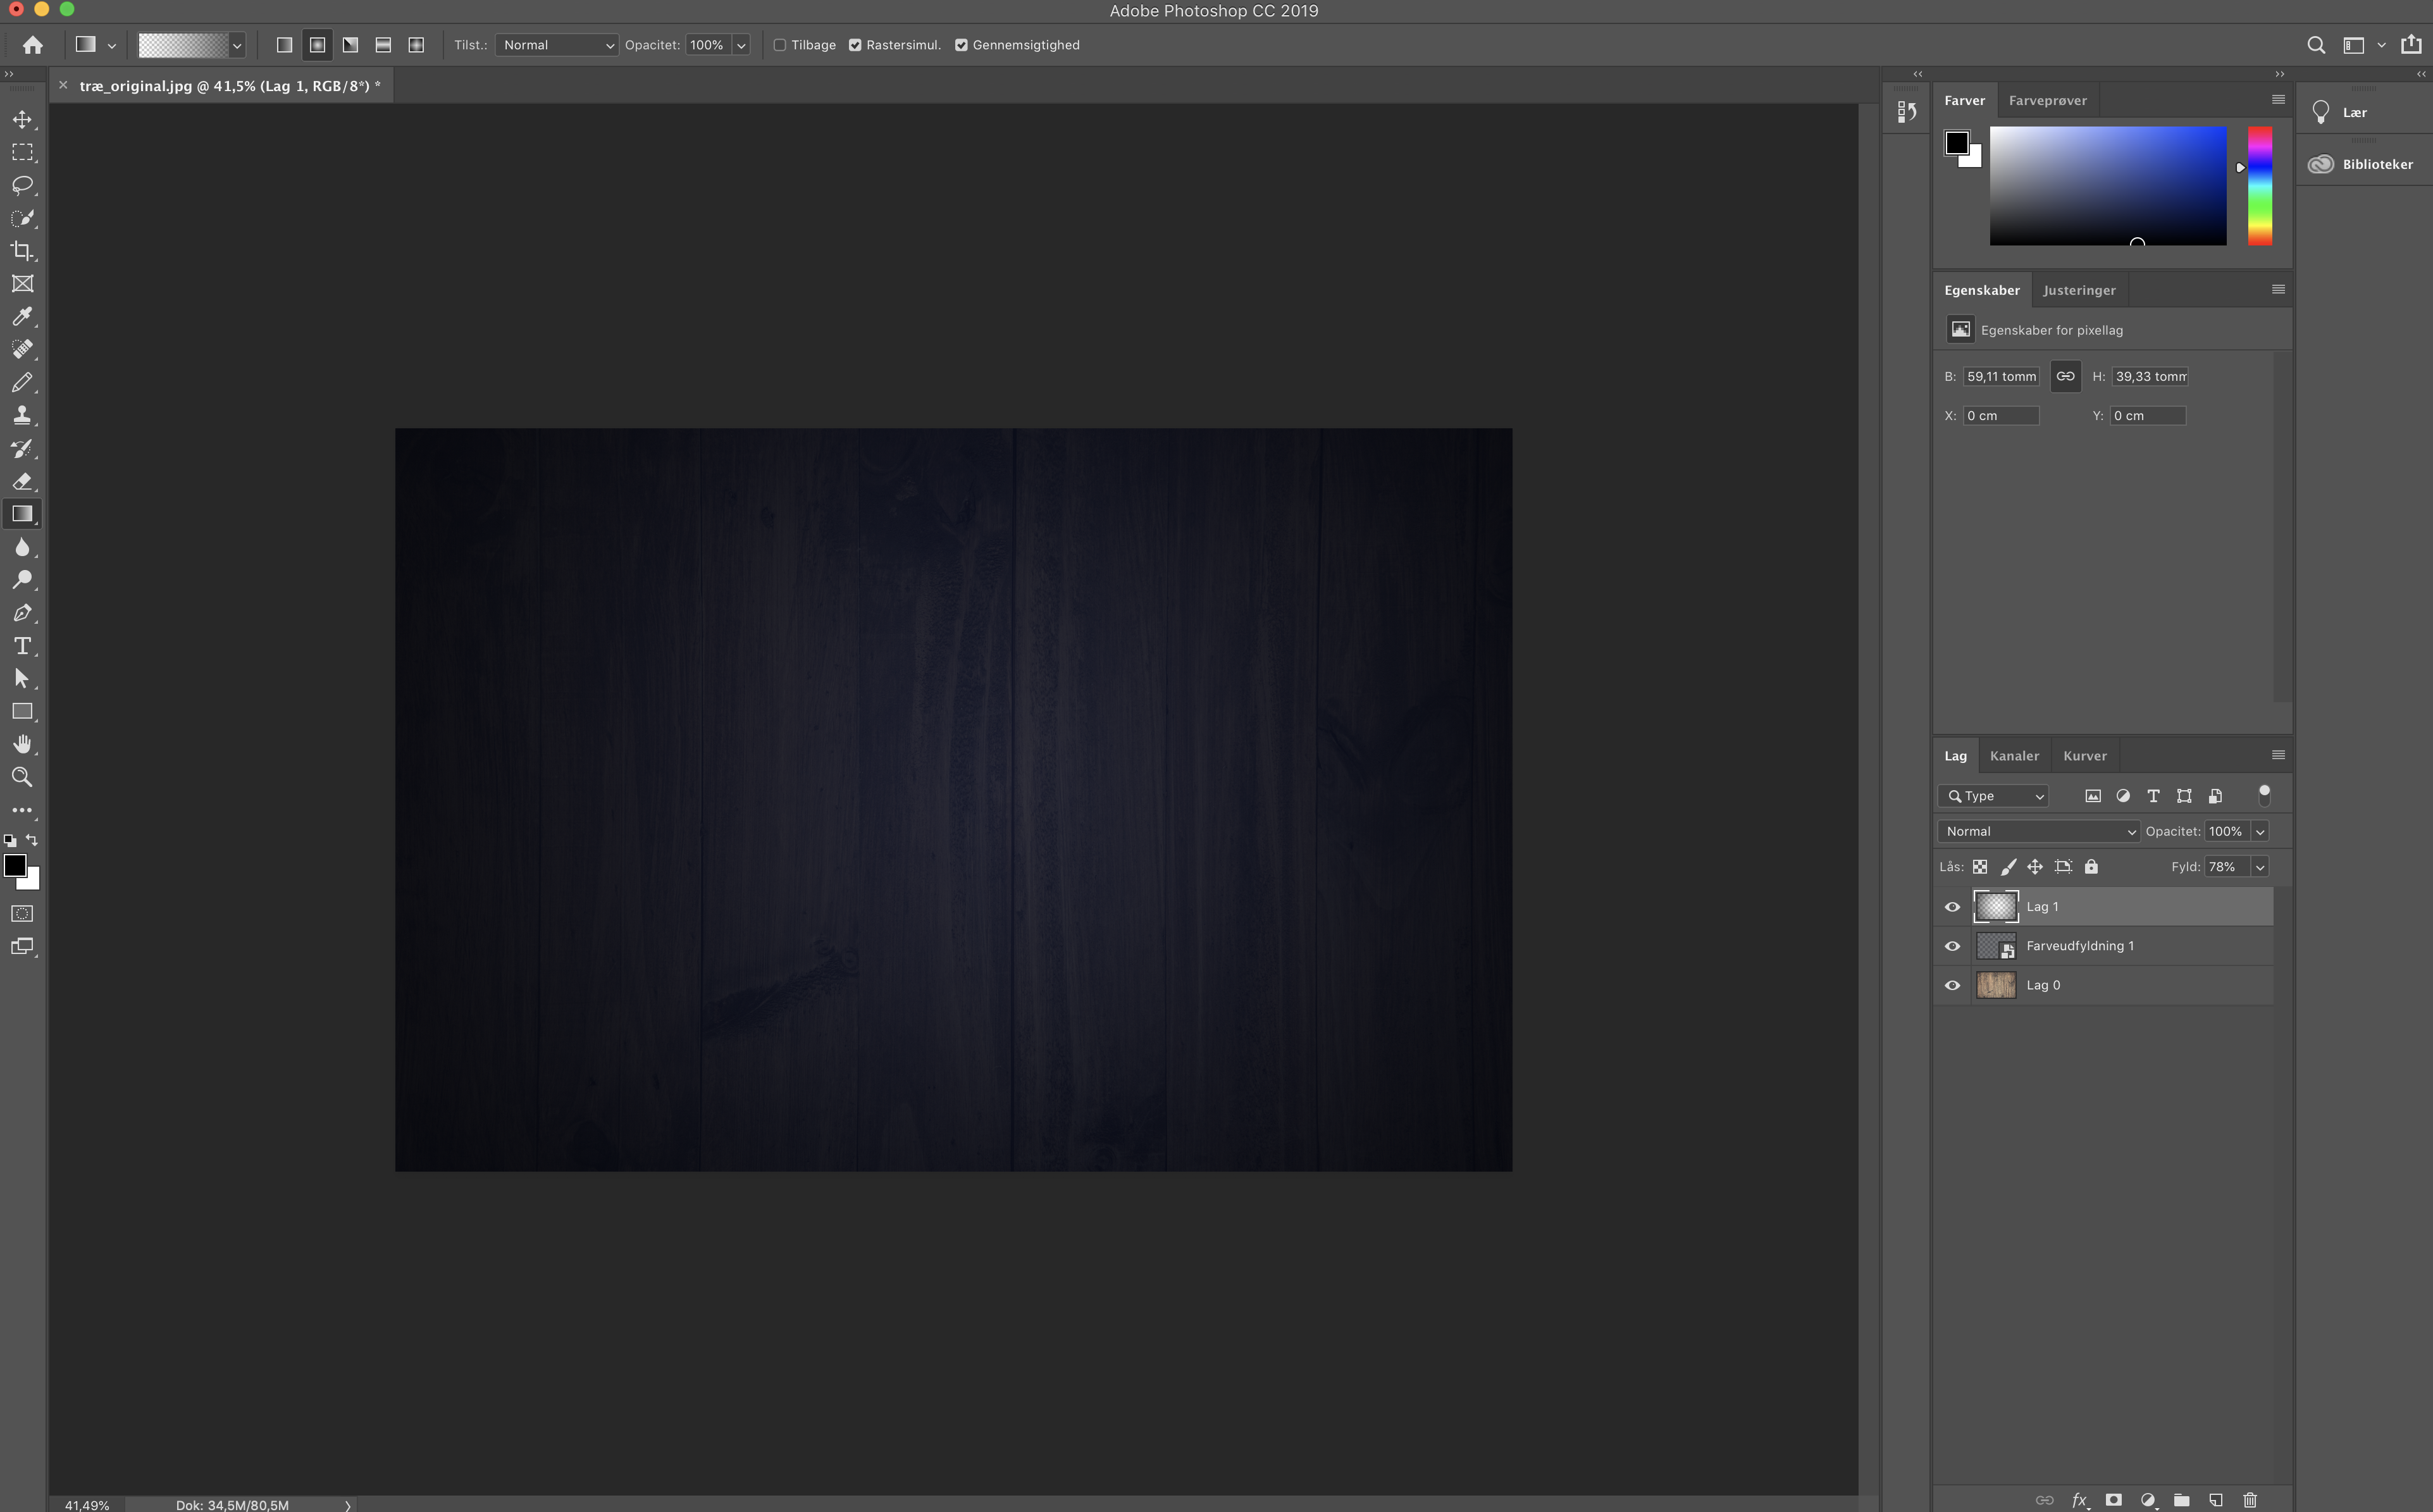 Adobe Photoshop CC 2019
Tilst.: Normal Opacitet: 100% Tilbage Rastersimul. Gennemsigtighed
træ_original.jpg @ 41,5% (Lag 1, RGB/8*) *
Farver Farveprøver
Lær
Biblioteker
Egenskaber Justeringer
Egenskaber for pixellag
B: 59,11 tomm H: 39,33 tomm
X: 0 cm Y: 0 cm
Lag Kanaler Kurver
Type
Normal Opacitet: 100%
Lås: Fyld: 78%
Lag 1
Farveudfyldning 1
Lag 0
41,49% Dok: 34,5M/80,5M
fx